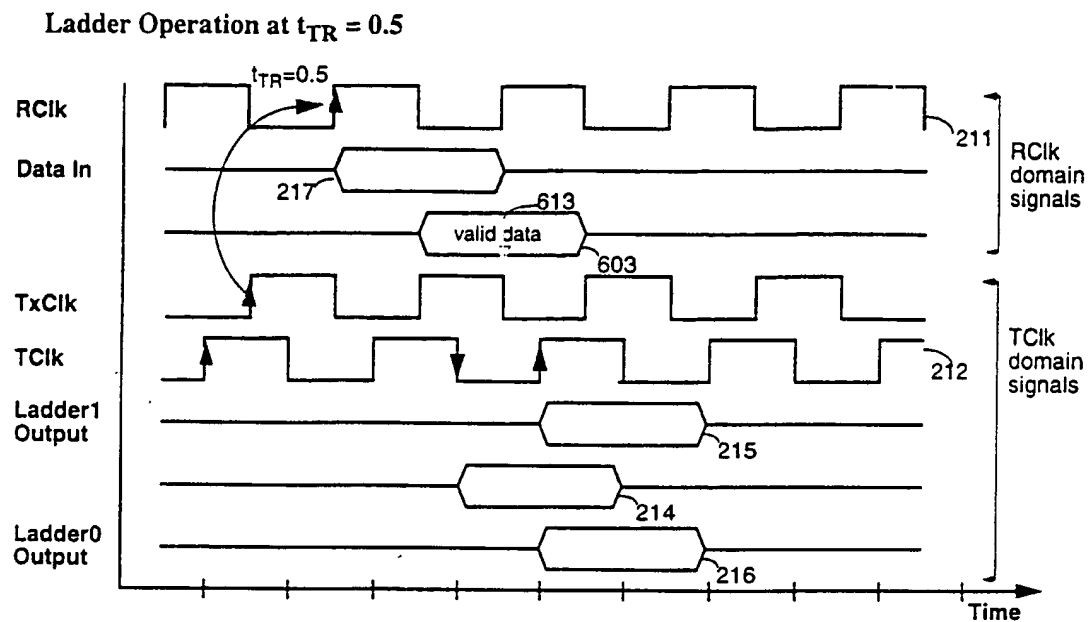 Ladder Operation at tTR = 0.5
tTR=0.5
RClk
211
Data In
217
RClk
domain
signals
613
valid data
603
TxClk
TClk
212
TClk
domain
signals
Ladder1
Output
215
214
Ladder0
Output
216
Time